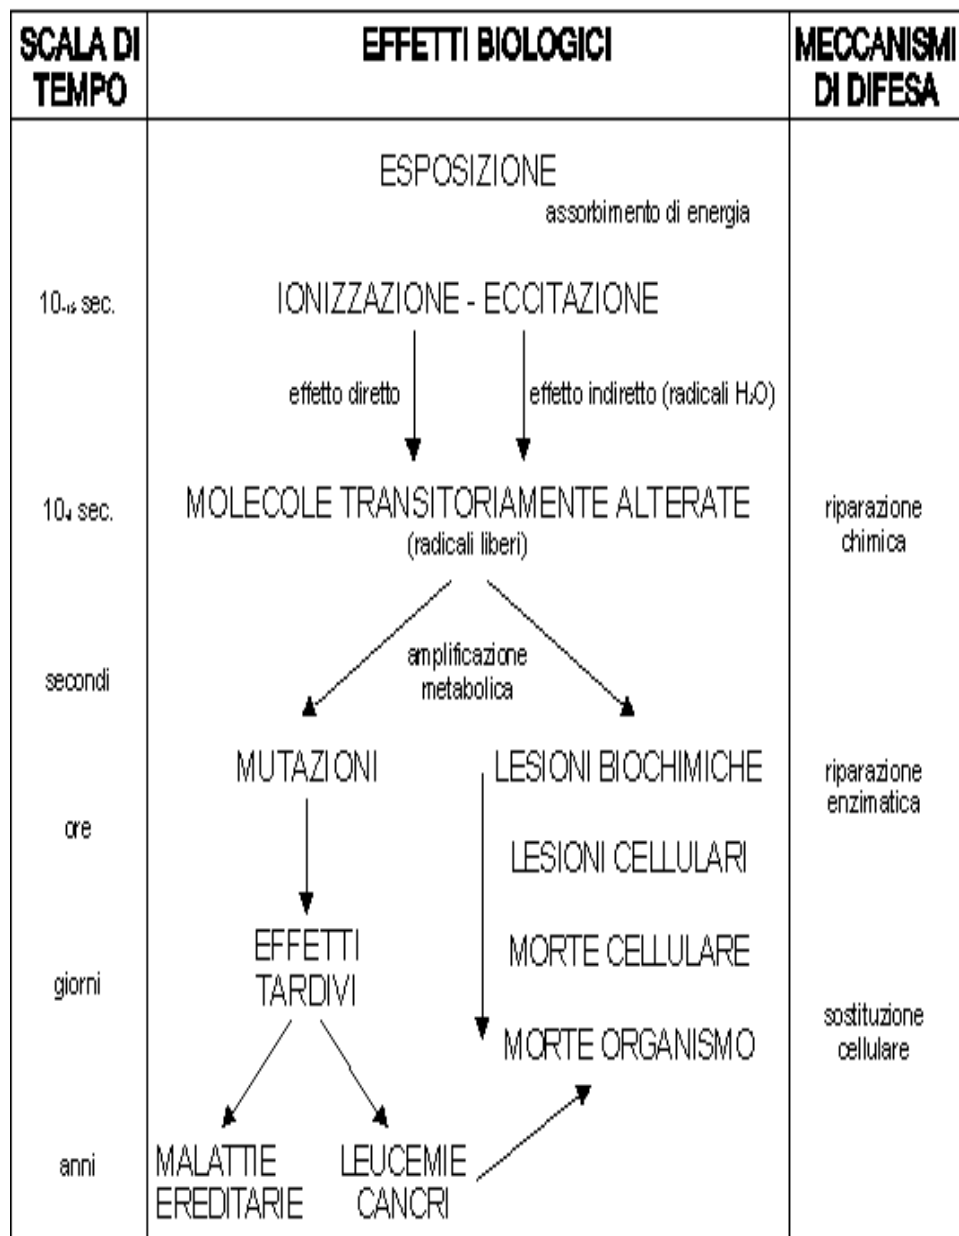 SCALA DI
TEMPO
EFFETTI BIOLOGICI
MECCANISMI
DI DIFESA
ESPOSIZIONE
assorbimento di energia
10-15 sec.
IONIZZAZIONE - ECCITAZIONE
effetto diretto
effetto indiretto (radicali H2O)
MOLECOLE TRANSITORIAMENTE ALTERATE
(radicali liberi)
sec.
riparazione
chimica
amplificazione
metabolica
secondi
MUTAZIONI
LESIONI BIOCHIMICHE
riparazione
enzimatica
ore
LESIONI CELLULARI
EFFETTI
TARDIVI
MORTE CELLULARE
giorni
MORTE ORGANISMO
sostituzione
cellulare
anni
MALATTIE
EREDITARIE
LEUCEMIE
CANCRI